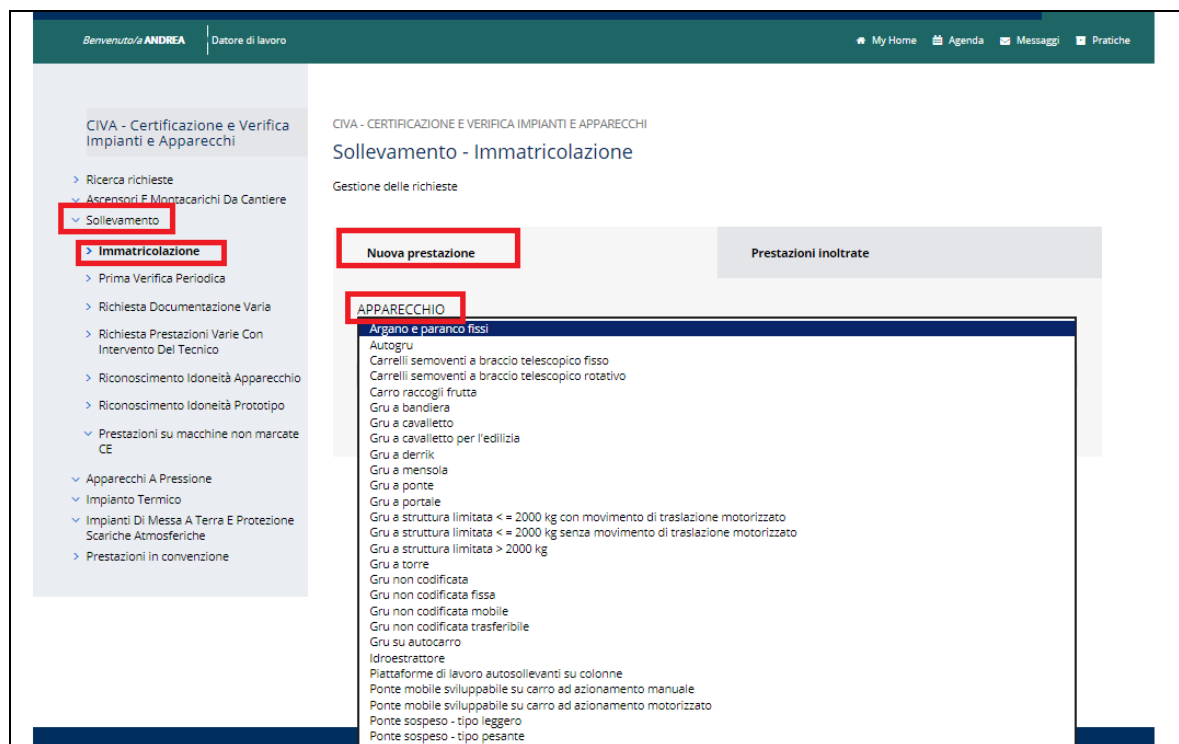 Benvenuto/a ANDREA Datore di lavoro
My Home Agenda Messaggi Pratiche
CIVA - Certificazione e Verifica
Impianti e Apparecchi
Ricerca richieste
Ascensori E Montacarichi Da Cantiere
Sollevamento
Immatricolazione
Prima Verifica Periodica
Richiesta Documentazione Varia
Richiesta Prestazioni Varie Con
Intervento Del Tecnico
Riconoscimento Idoneità Apparecchio
Riconoscimento Idoneità Prototipo
Prestazioni su macchine non marcate
CE
Apparecchi A Pressione
Impianto Termico
Impianti Di Messa A Terra E Protezione
Scariche Atmosferiche
Prestazioni in convenzione
CIVA - CERTIFICAZIONE E VERIFICA IMPIANTI E APPARECCHI
Sollevamento - Immatricolazione
Gestione delle richieste
Nuova prestazione
Prestazioni inoltrate
APPARECCHIO
Argano e paranco fissi
Autogru
Carrelli semoventi a braccio telescopico fisso
Carrelli semoventi a braccio telescopico rotativo
Carro raccogli frutta
Gru a bandiera
Gru a cavalletto
Gru a cavalletto per l'edilizia
Gru a derrik
Gru a mensola
Gru a ponte
Gru a portale
Gru a struttura limitata < = 2000 kg con movimento di traslazione motorizzato
Gru a struttura limitata < = 2000 kg senza movimento di traslazione motorizzato
Gru a struttura limitata > 2000 kg
Gru a torre
Gru non codificata
Gru non codificata fissa
Gru non codificata mobile
Gru non codificata trasferibile
Gru su autocarro
Idroestrattore
Piattaforme di lavoro autosollevanti su colonne
Ponte mobile sviluppabile su carro ad azionamento manuale
Ponte mobile sviluppabile su carro ad azionamento motorizzato
Ponte sospeso - tipo leggero
Ponte sospeso - tipo pesante